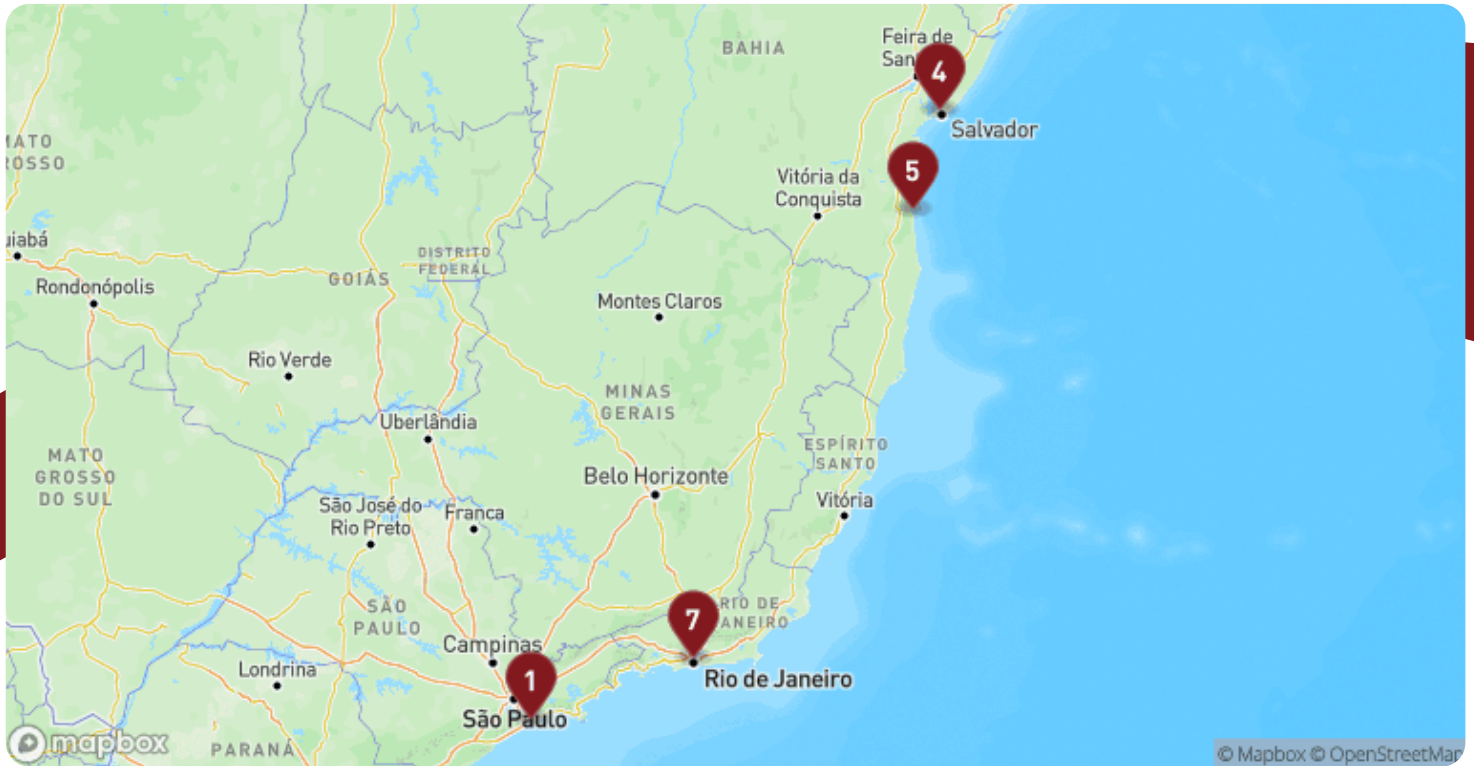 Feira de
San
4
BAHIA
Salvador
MATO
ROSSO
5
Vitória da
Conquista
uiabá
DISTRITO
FEDERAL
GOIÁS
Rondonópolis
Montes Claros
Rio Verde
MINAS
GERAIS
Uberlândia
ESPÍRITO
SANTO
MATO
GROSSO
DO SUL
Belo Horizonte
Vitória
São José do
Rio Preto
Franca
7
RIO DE
ANEIRO
SÃO
PAULO
Campinas
Londrina
1
Rio de Janeiro
São Paulo
mapbox
PARANÁ
© Mapbox © OpenStreetMap